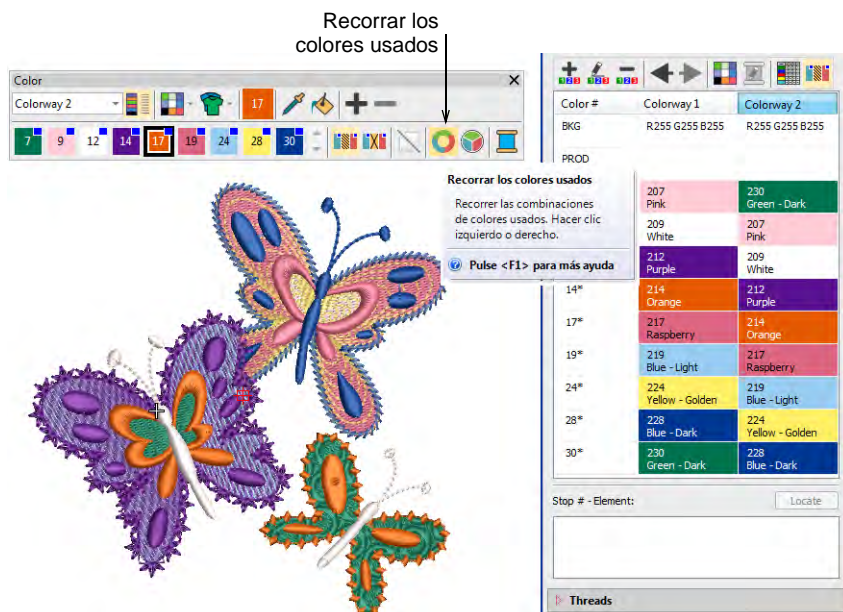 Recorrar los
colores usados
Color
Colorway 2
17
7 9 12 14 17 19 24 28 30
Recorrar los colores usados
Recorrer las combinaciones
de colores usados. Hacer clic
izquierdo o derecho.
Pulse <F1> para más ayuda
Color # Colorway 1 Colorway 2
BKG R255 G255 B255 R255 G255 B255
PROD
207 230
Pink Green - Dark
209 207
White Pink
212 209
Purple White
14* 214 212
Orange Purple
17* 217 214
Raspberry Orange
19* 219 217
Blue - Light Raspberry
24* 224 219
Yellow - Golden Blue - Light
28* 228 224
Blue - Dark Yellow - Golden
30* 230 228
Green - Dark Blue - Dark
Stop # - Element: Locate
Threads